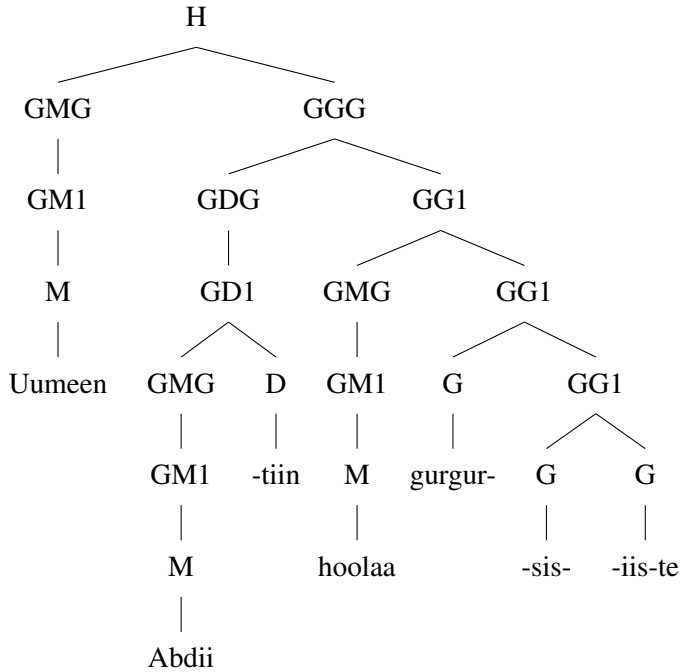 H
GMG GGG
GM1 GDG GG1
M GD1 GMG GG1
Uumeen GMG D GM1 G GG1
GM1 -tiin M gurgur- G G
M hoolaa -sis- -iis-te
Abdii